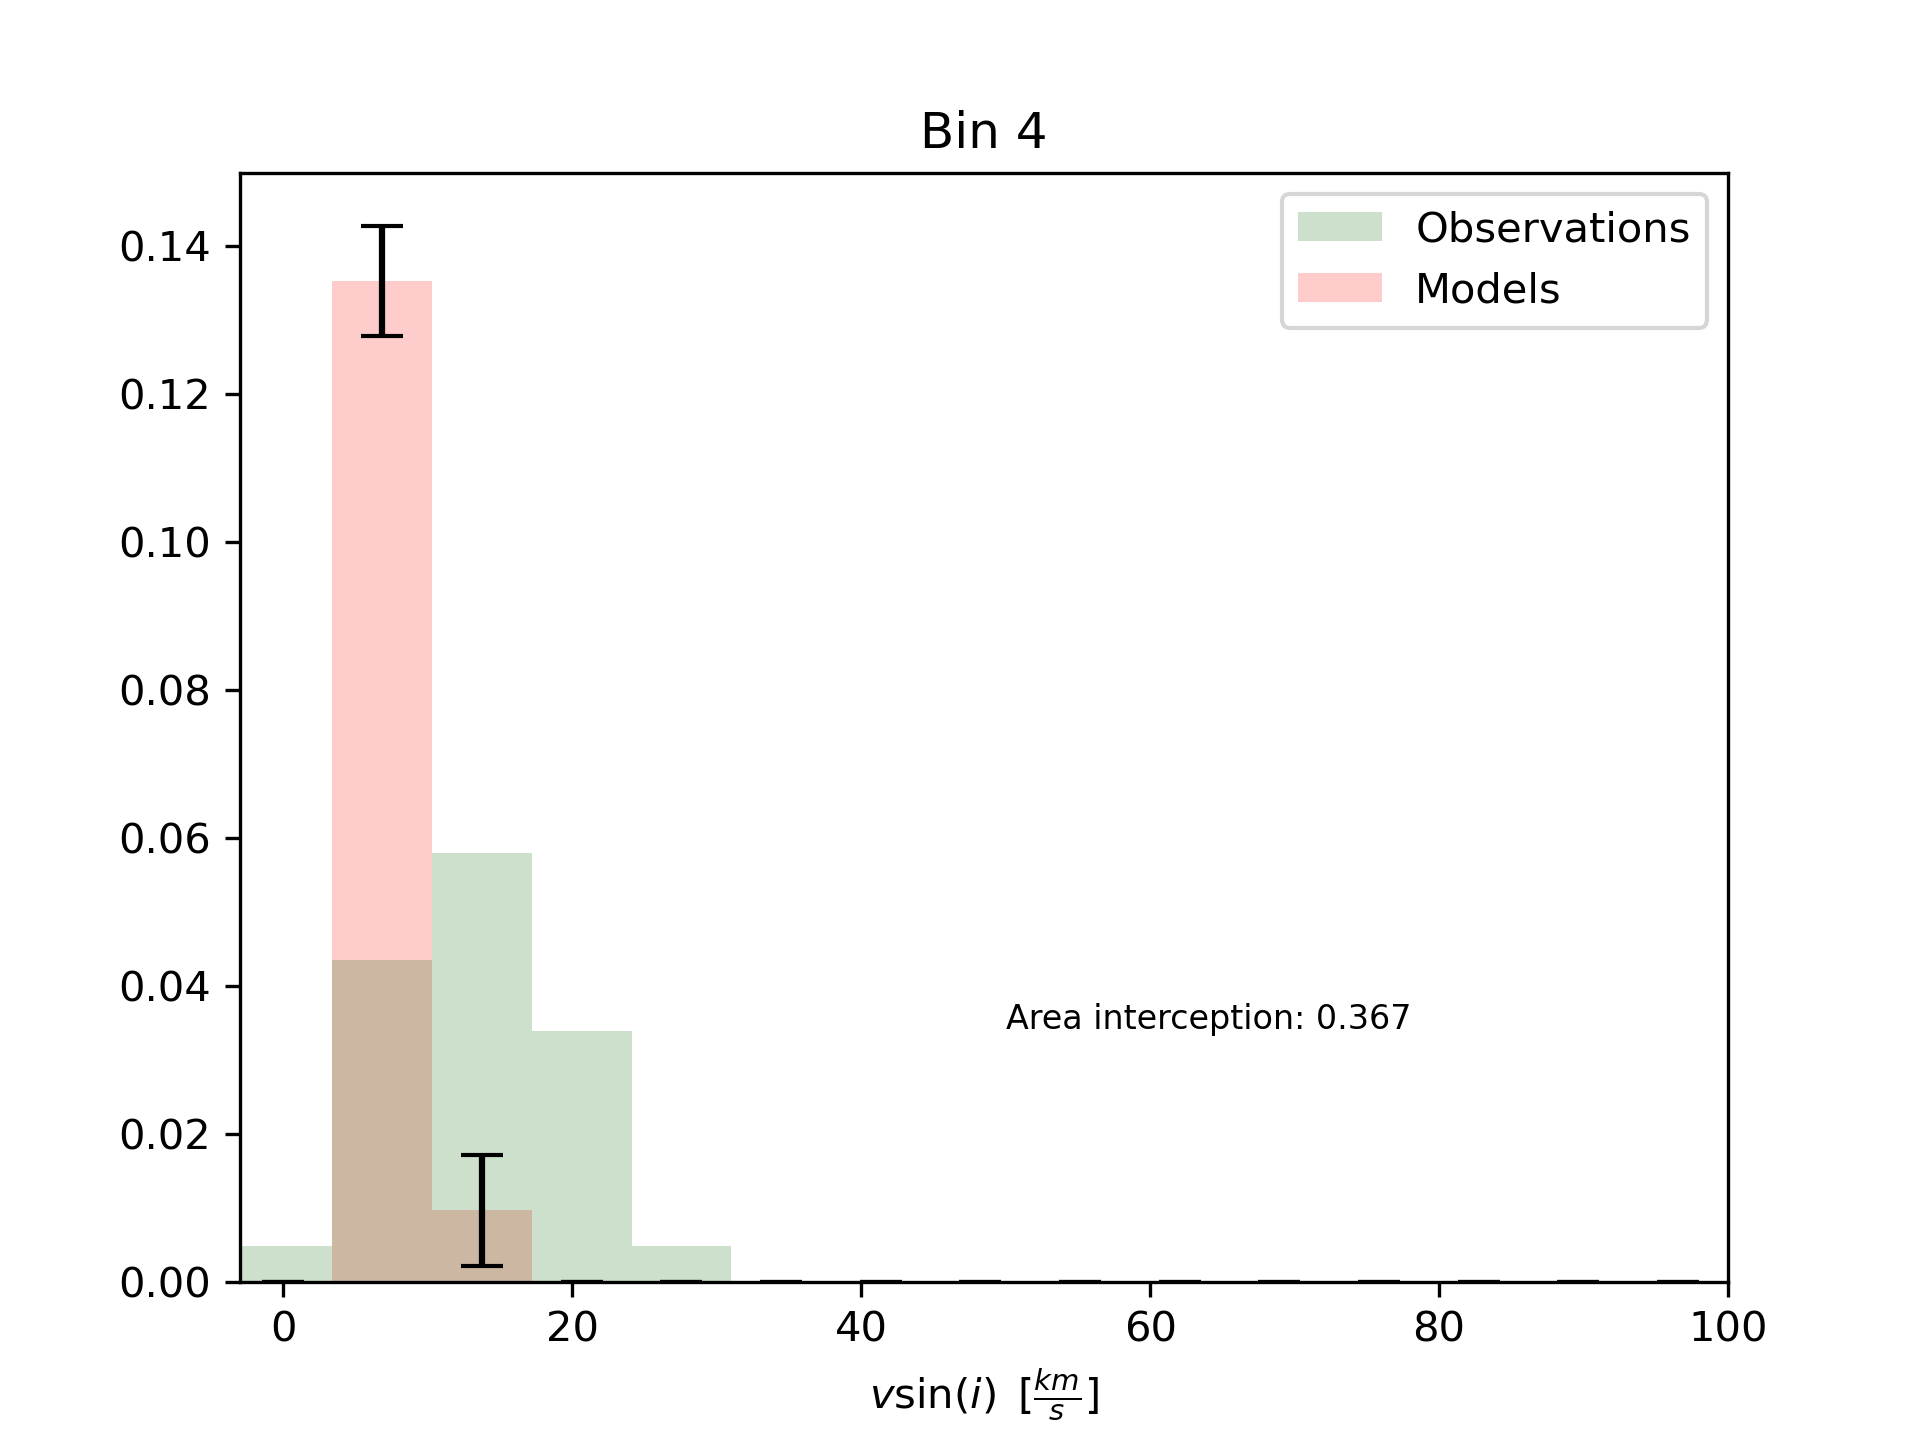 Bin 4
Observations
Models
0.14
0.12
0.10
0.08
0.06
0.04
0.02
0.00
Area interception: 0.367
0 20 40 60 80 100
vsin(i) [km/s]